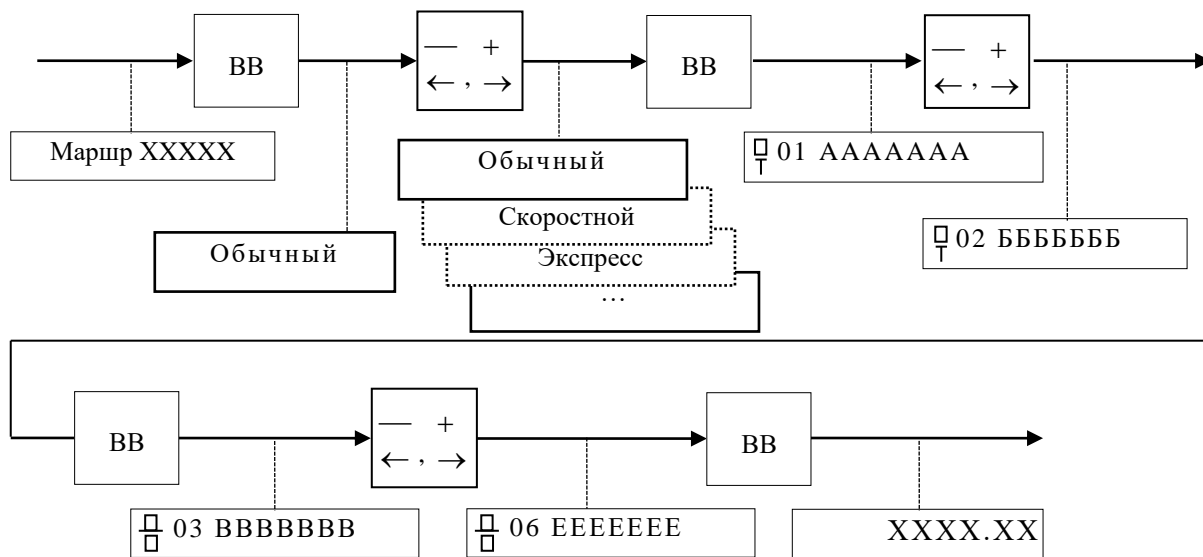 ВВ
— +
← , →
ВВ
— +
← , →
Маршр XXXXX
Обычный
Обычный
Скоростной
Экспресс
...
01 ААААААА
02 БББББББ
ВВ
— +
← , →
ВВ
03 ВВВВВВВ
06 ЕЕЕЕЕЕЕ
XXXX.XX